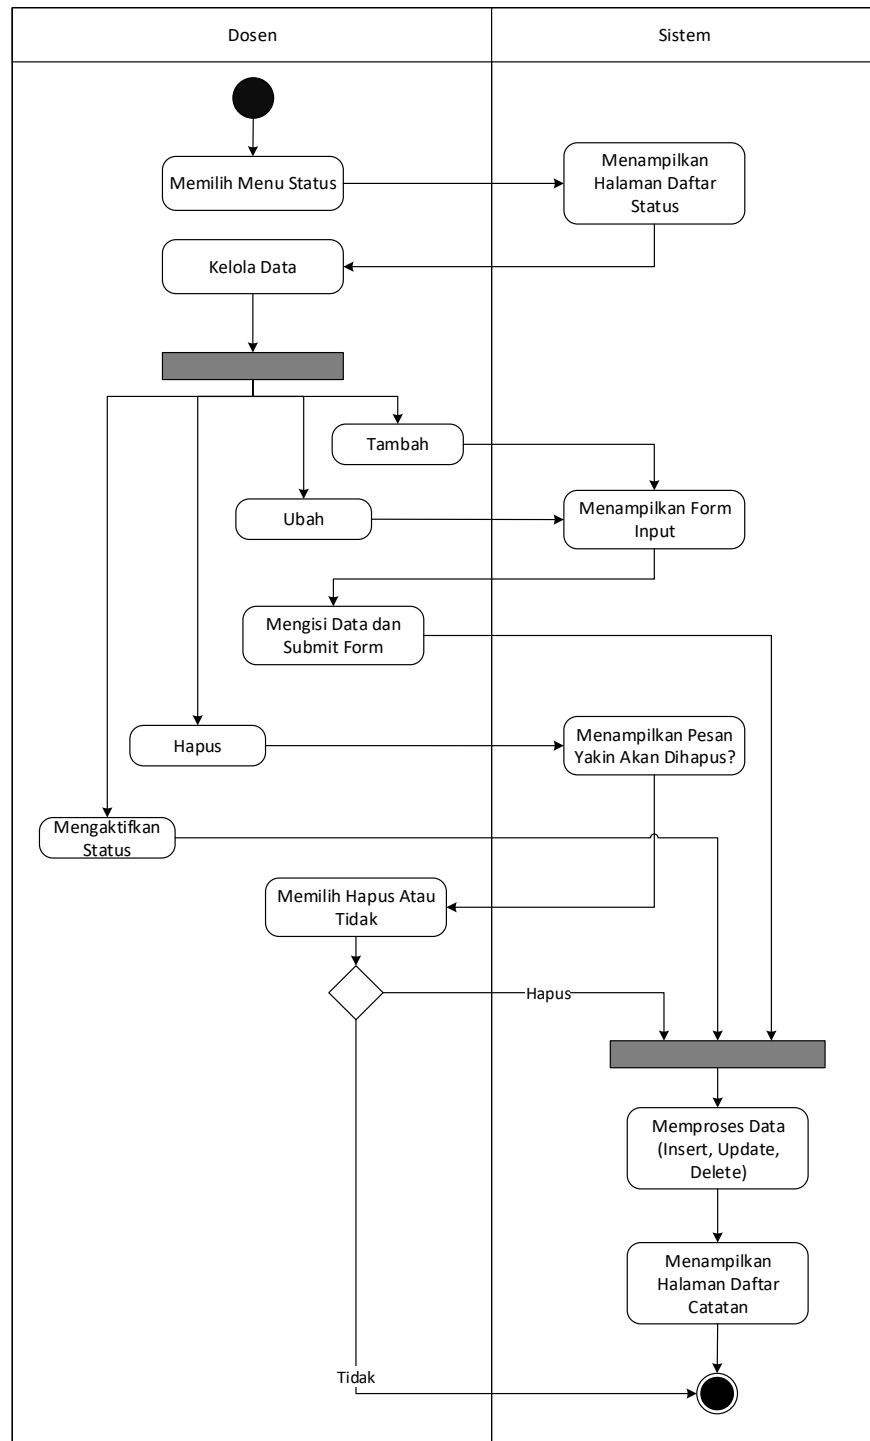 Dosen
Sistem
Memilih Menu Status
Menampilkan
Halaman Daftar
Status
Kelola Data
Tambah
Ubah
Menampilkan Form
Input
Mengisi Data dan
Submit Form
Hapus
Menampilkan Pesan
Yakin Akan Dihapus?
Mengaktifkan
Status
Memilih Hapus Atau
Tidak
Hapus
Memproses Data
(Insert, Update,
Delete)
Menampilkan
Halaman Daftar
Catatan
Tidak